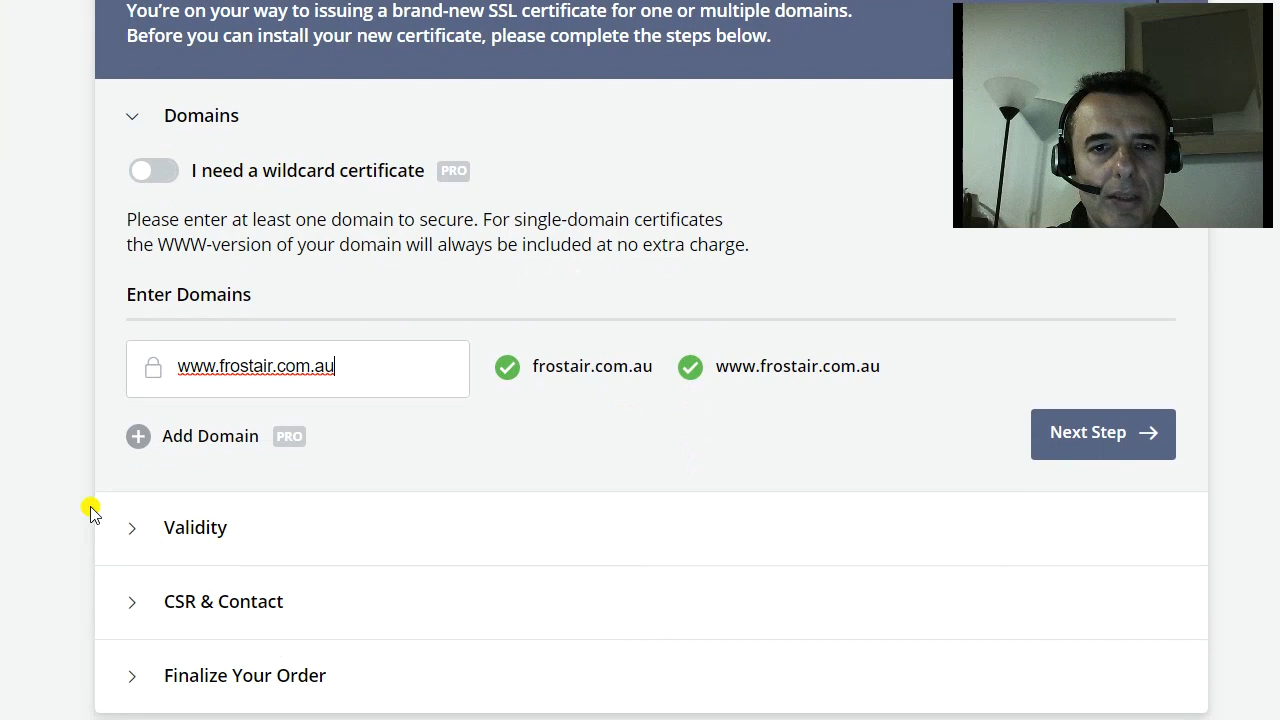 You’re on your way to issuing a brand-new SSL certificate for one or multiple domains.
Before you can install your new certificate, please complete the steps below.
Domains
I need a wildcard certificate PRO
Please enter at least one domain to secure. For single-domain certificates
the WWW-version of your domain will always be included at no extra charge.
Enter Domains
www.frostair.com.au frostair.com.au www.frostair.com.au
Add Domain PRO
Next Step
Validity
CSR & Contact
Finalize Your Order